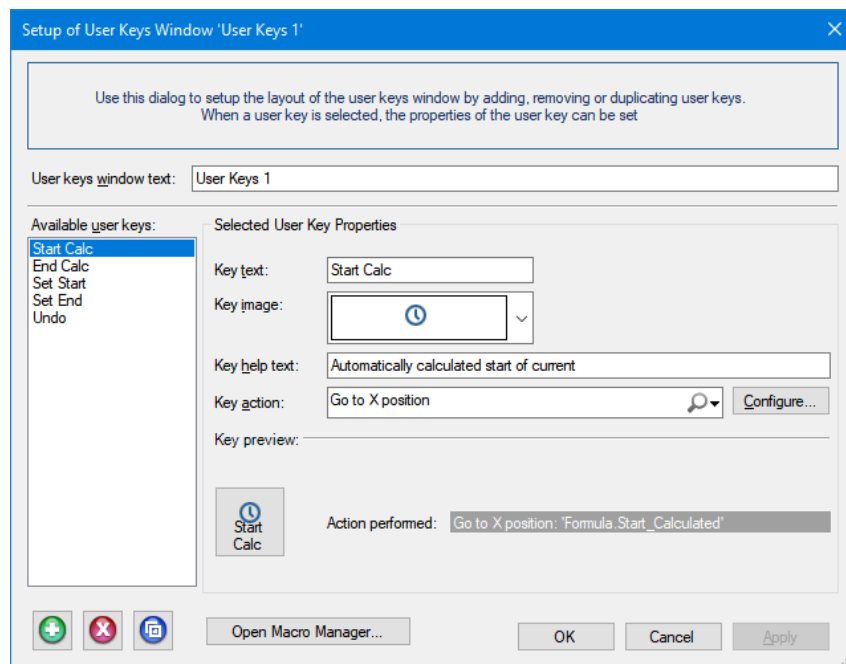 Setup of User Keys Window 'User Keys 1'
Use this dialog to setup the layout of the user keys window by adding, removing or duplicating user keys.
When a user key is selected, the properties of the user key can be set
User keys window text: User Keys 1
Available user keys:
Start Calc
End Calc
Set Start
Set End
Undo
Selected User Key Properties
Key text: Start Calc
Key image:
Key help text: Automatically calculated start of current
Key action: Go to X position Configure...
Key preview:
Start
Calc
Action performed: Go to X position: 'Formula.Start_Calculated'
Open Macro Manager... OK Cancel Apply